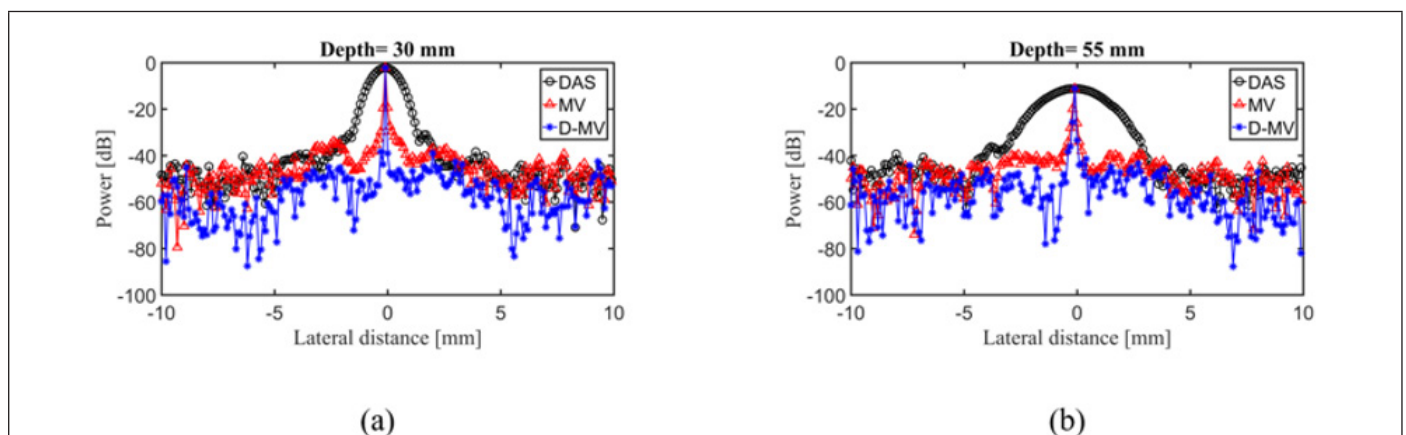 Depth= 30 mm
0
-20
-40
-60
-80
-100
Power [dB]
DAS
MV
D-MV
-10
-5
0
5
10
Lateral distance [mm]
(a)
Depth= 55 mm
0
-20
-40
-60
-80
-100
Power [dB]
DAS
MV
D-MV
-10
-5
0
5
10
Lateral distance [mm]
(b)